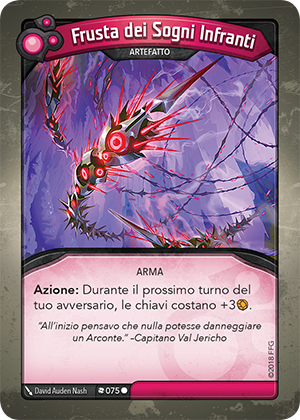 Frusta dei Sogni Infranti
ARTEFATTO
ARMA
Azione: Durante il prossimo turno del
tuo avversario, le chiavi costano +3.
"All'inizio pensavo che nulla potesse danneggiare
un Arconte." –Capitano Val Jericho
David Auden Nash
075
©2018 FFG